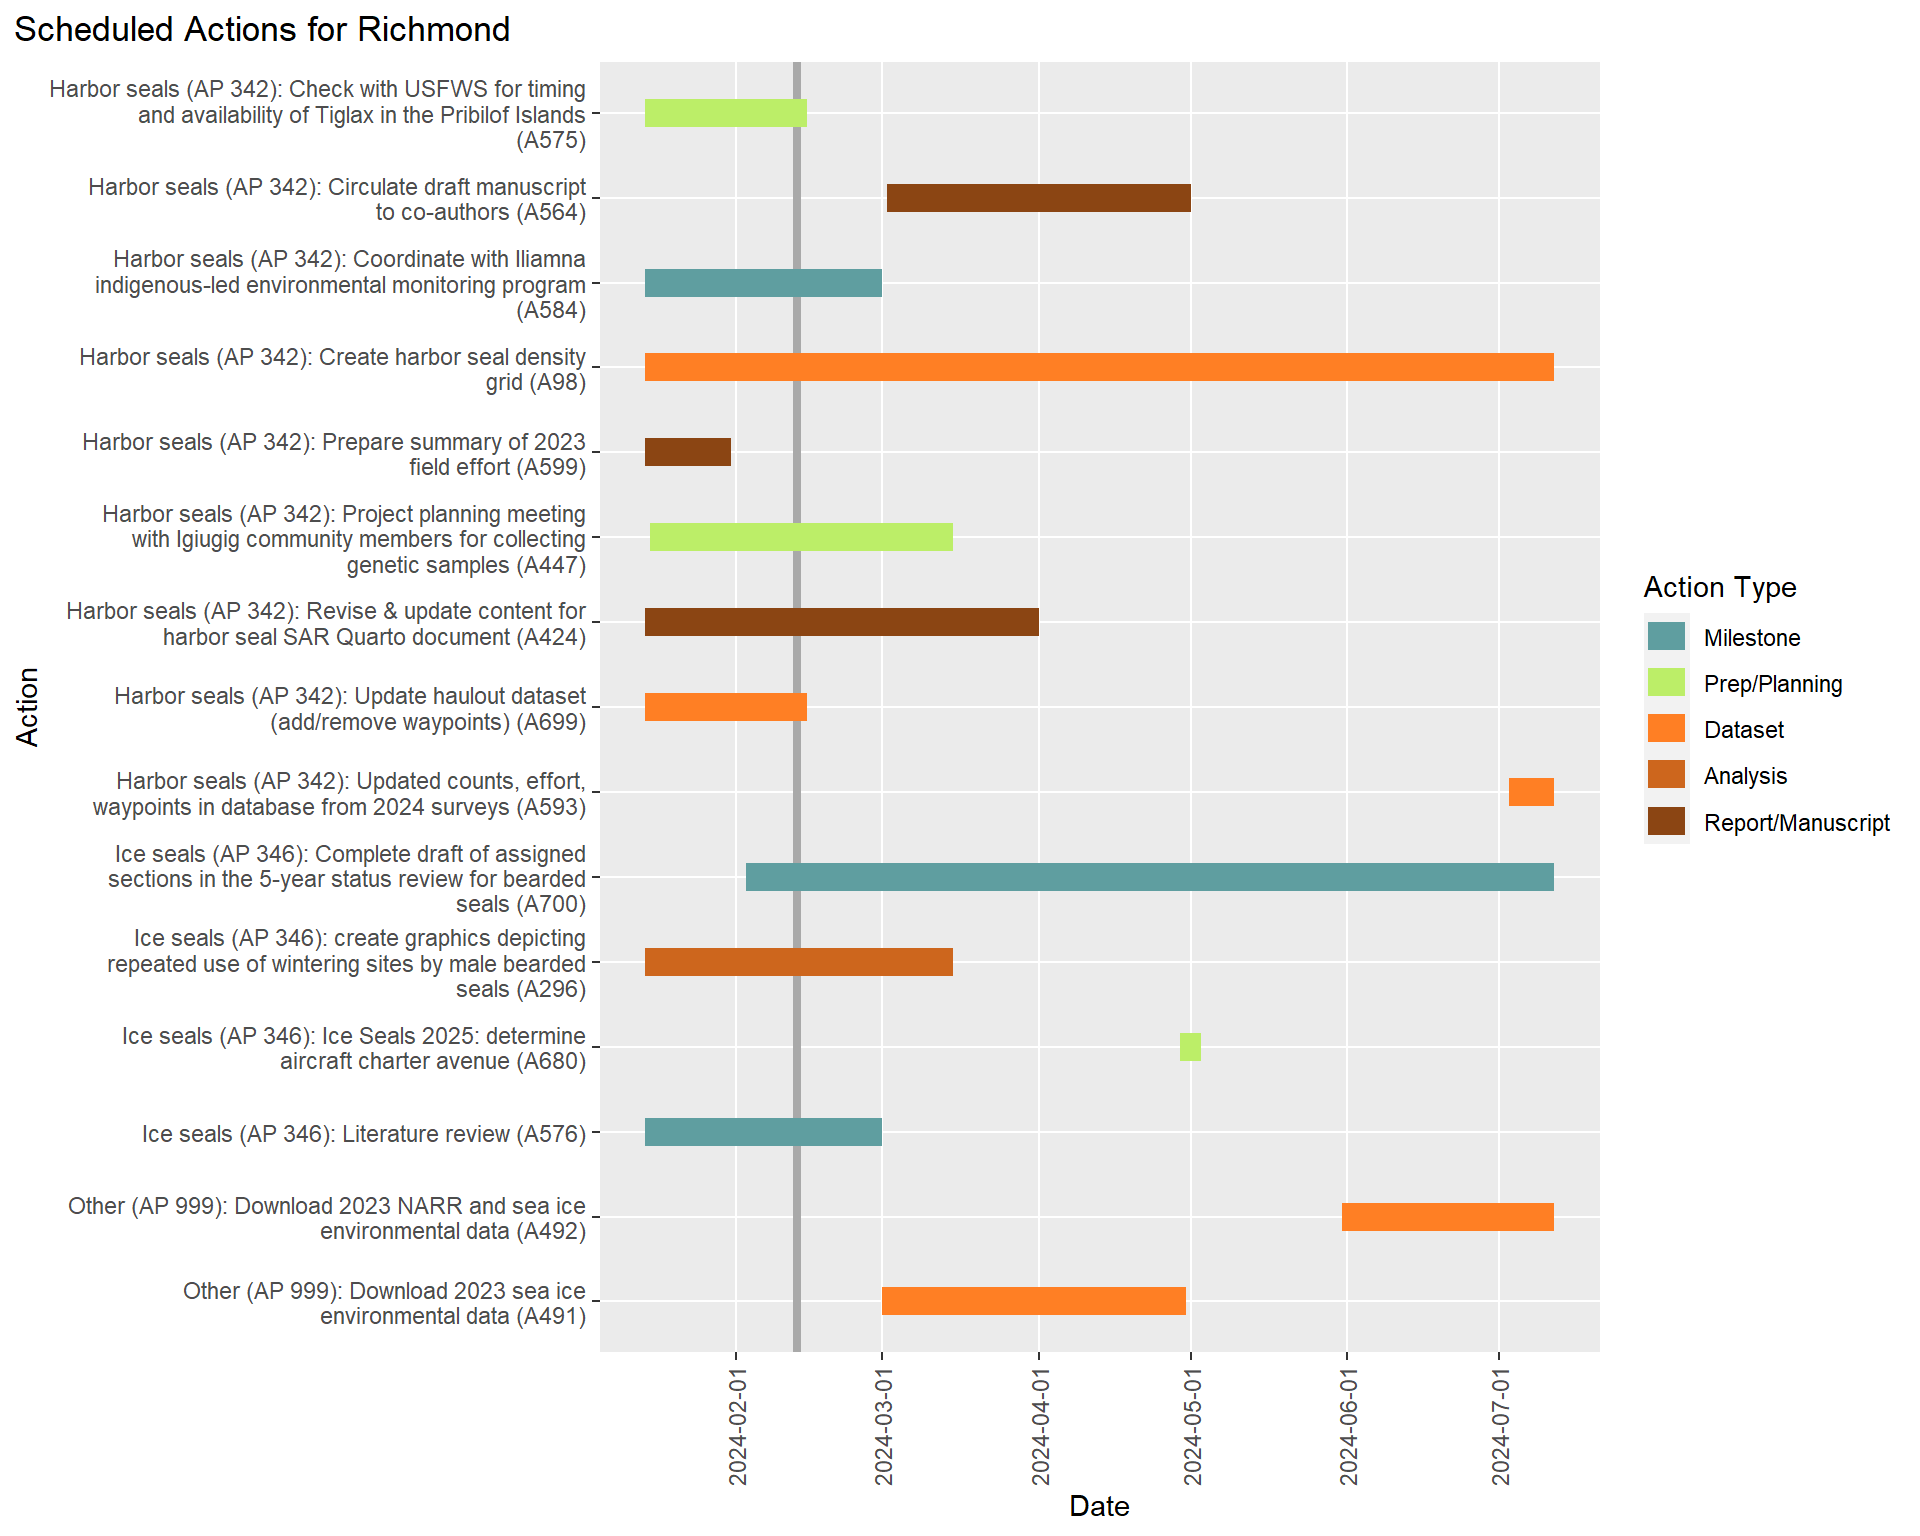 Scheduled Actions for Richmond
Harbor seals (AP 342): Check with USFWS for timing
and availability of Tiglax in the Pribilof Islands
(A575)
Harbor seals (AP 342): Circulate draft manuscript
to co-authors (A564)
Harbor seals (AP 342): Coordinate with Iliamna
indigenous-led environmental monitoring program
(A584)
Harbor seals (AP 342): Create harbor seal density
grid (A98)
Harbor seals (AP 342): Prepare summary of 2023
field effort (A599)
Harbor seals (AP 342): Project planning meeting
with Igiugig community members for collecting
genetic samples (A447)
Harbor seals (AP 342): Revise & update content for
harbor seal SAR Quarto document (A424)
Harbor seals (AP 342): Update haulout dataset
(add/remove waypoints) (A699)
Harbor seals (AP 342): Updated counts, effort,
waypoints in database from 2024 surveys (A593)
Ice seals (AP 346): Complete draft of assigned
sections in the 5-year status review for bearded
seals (A700)
Ice seals (AP 346): create graphics depicting
repeated use of wintering sites by male bearded
seals (A296)
Ice seals (AP 346): Ice Seals 2025: determine
aircraft charter avenue (A680)
Ice seals (AP 346): Literature review (A576)
Other (AP 999): Download 2023 NARR and sea ice
environmental data (A492)
Other (AP 999): Download 2023 sea ice
environmental data (A491)
Action
2024-02-01
2024-03-01
2024-04-01
2024-05-01
2024-06-01
2024-07-01
Date
Action Type
Milestone
Prep/Planning
Dataset
Analysis
Report/Manuscript